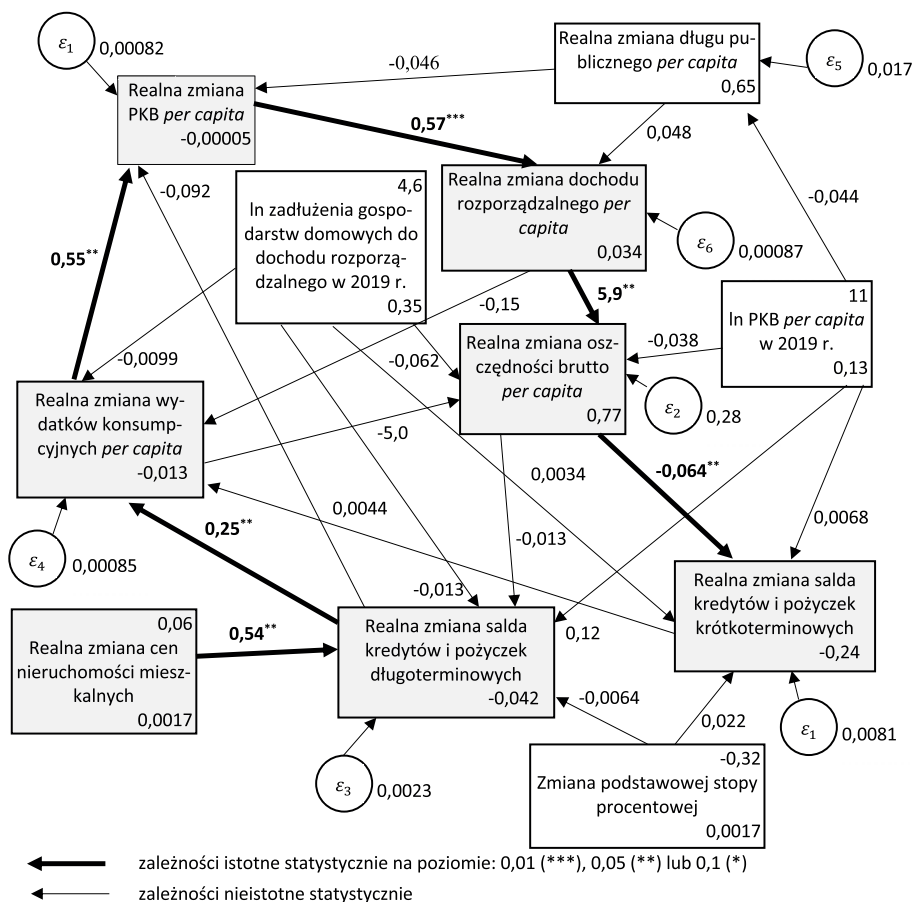 ε1
0,00082
Realna zmiana
PKB per capita
-0,00005
-0,046
Realna zmiana długu pu-
blicznego per capita
0,65
ε5
0,017
0,57***
0,048
-0,044
-0,092
4,6
ln zadłużenia gospo-
darstw domowych do
dochodu rozporzą-
dzalnego w 2019 r.
0,35
Realna zmiana dochodu
rozporządzalnego per
capita
0,034
ε6
0,00087
0,55**
-0,15
5,9**
11
ln PKB per capita
w 2019 r.
0,13
-0,0099
-0,062
Realna zmiana osz-
czędności brutto
per capita
0,77
-0,038
ε2
0,28
Realna zmiana wy-
datków konsump-
cyjnych per capita
-0,013
-5,0
0,0034
-0,064**
ε4
0,00085
0,25**
0,0044
-0,013
0,0068
-0,013
0,12
0,06
Realna zmiana cen
nieruchomości miesz-
kalnych
0,0017
0,54**
Realna zmiana salda
kredytów i pożyczek
długoterminowych
-0,042
Realna zmiana salda
kredytów i pożyczek
krótkoterminowych
-0,24
-0,0064
0,022
ε1
0,0081
ε3
0,0023
-0,32
Zmiana podstawowej stopy
procentowej
0,0017
zależności istotne statystycznie na poziomie: 0,01 (***), 0,05 (**) lub 0,1 (*)
zależności nieistotne statystycznie